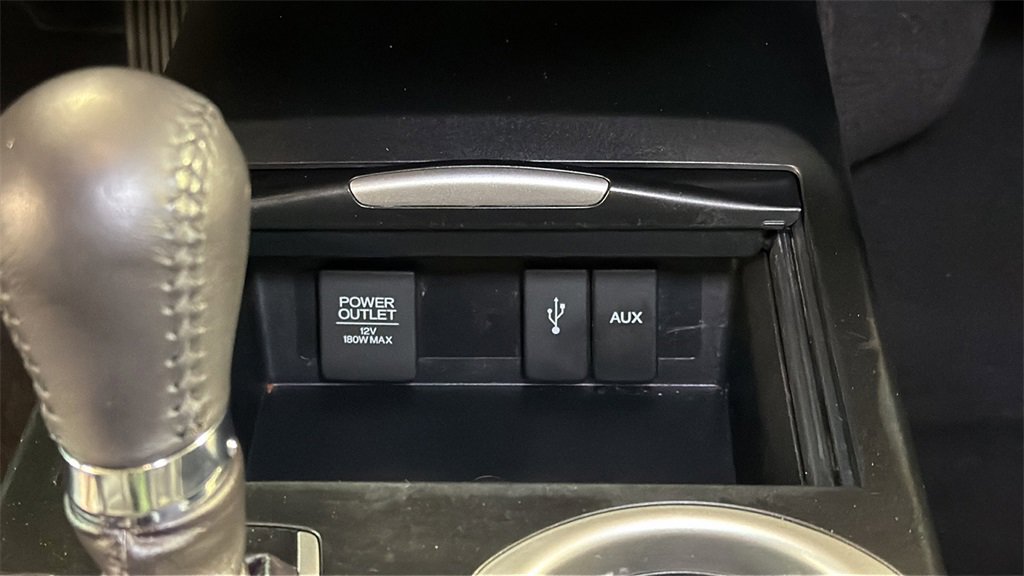 POWER
OUTLET
12V
180W MAX
AUX